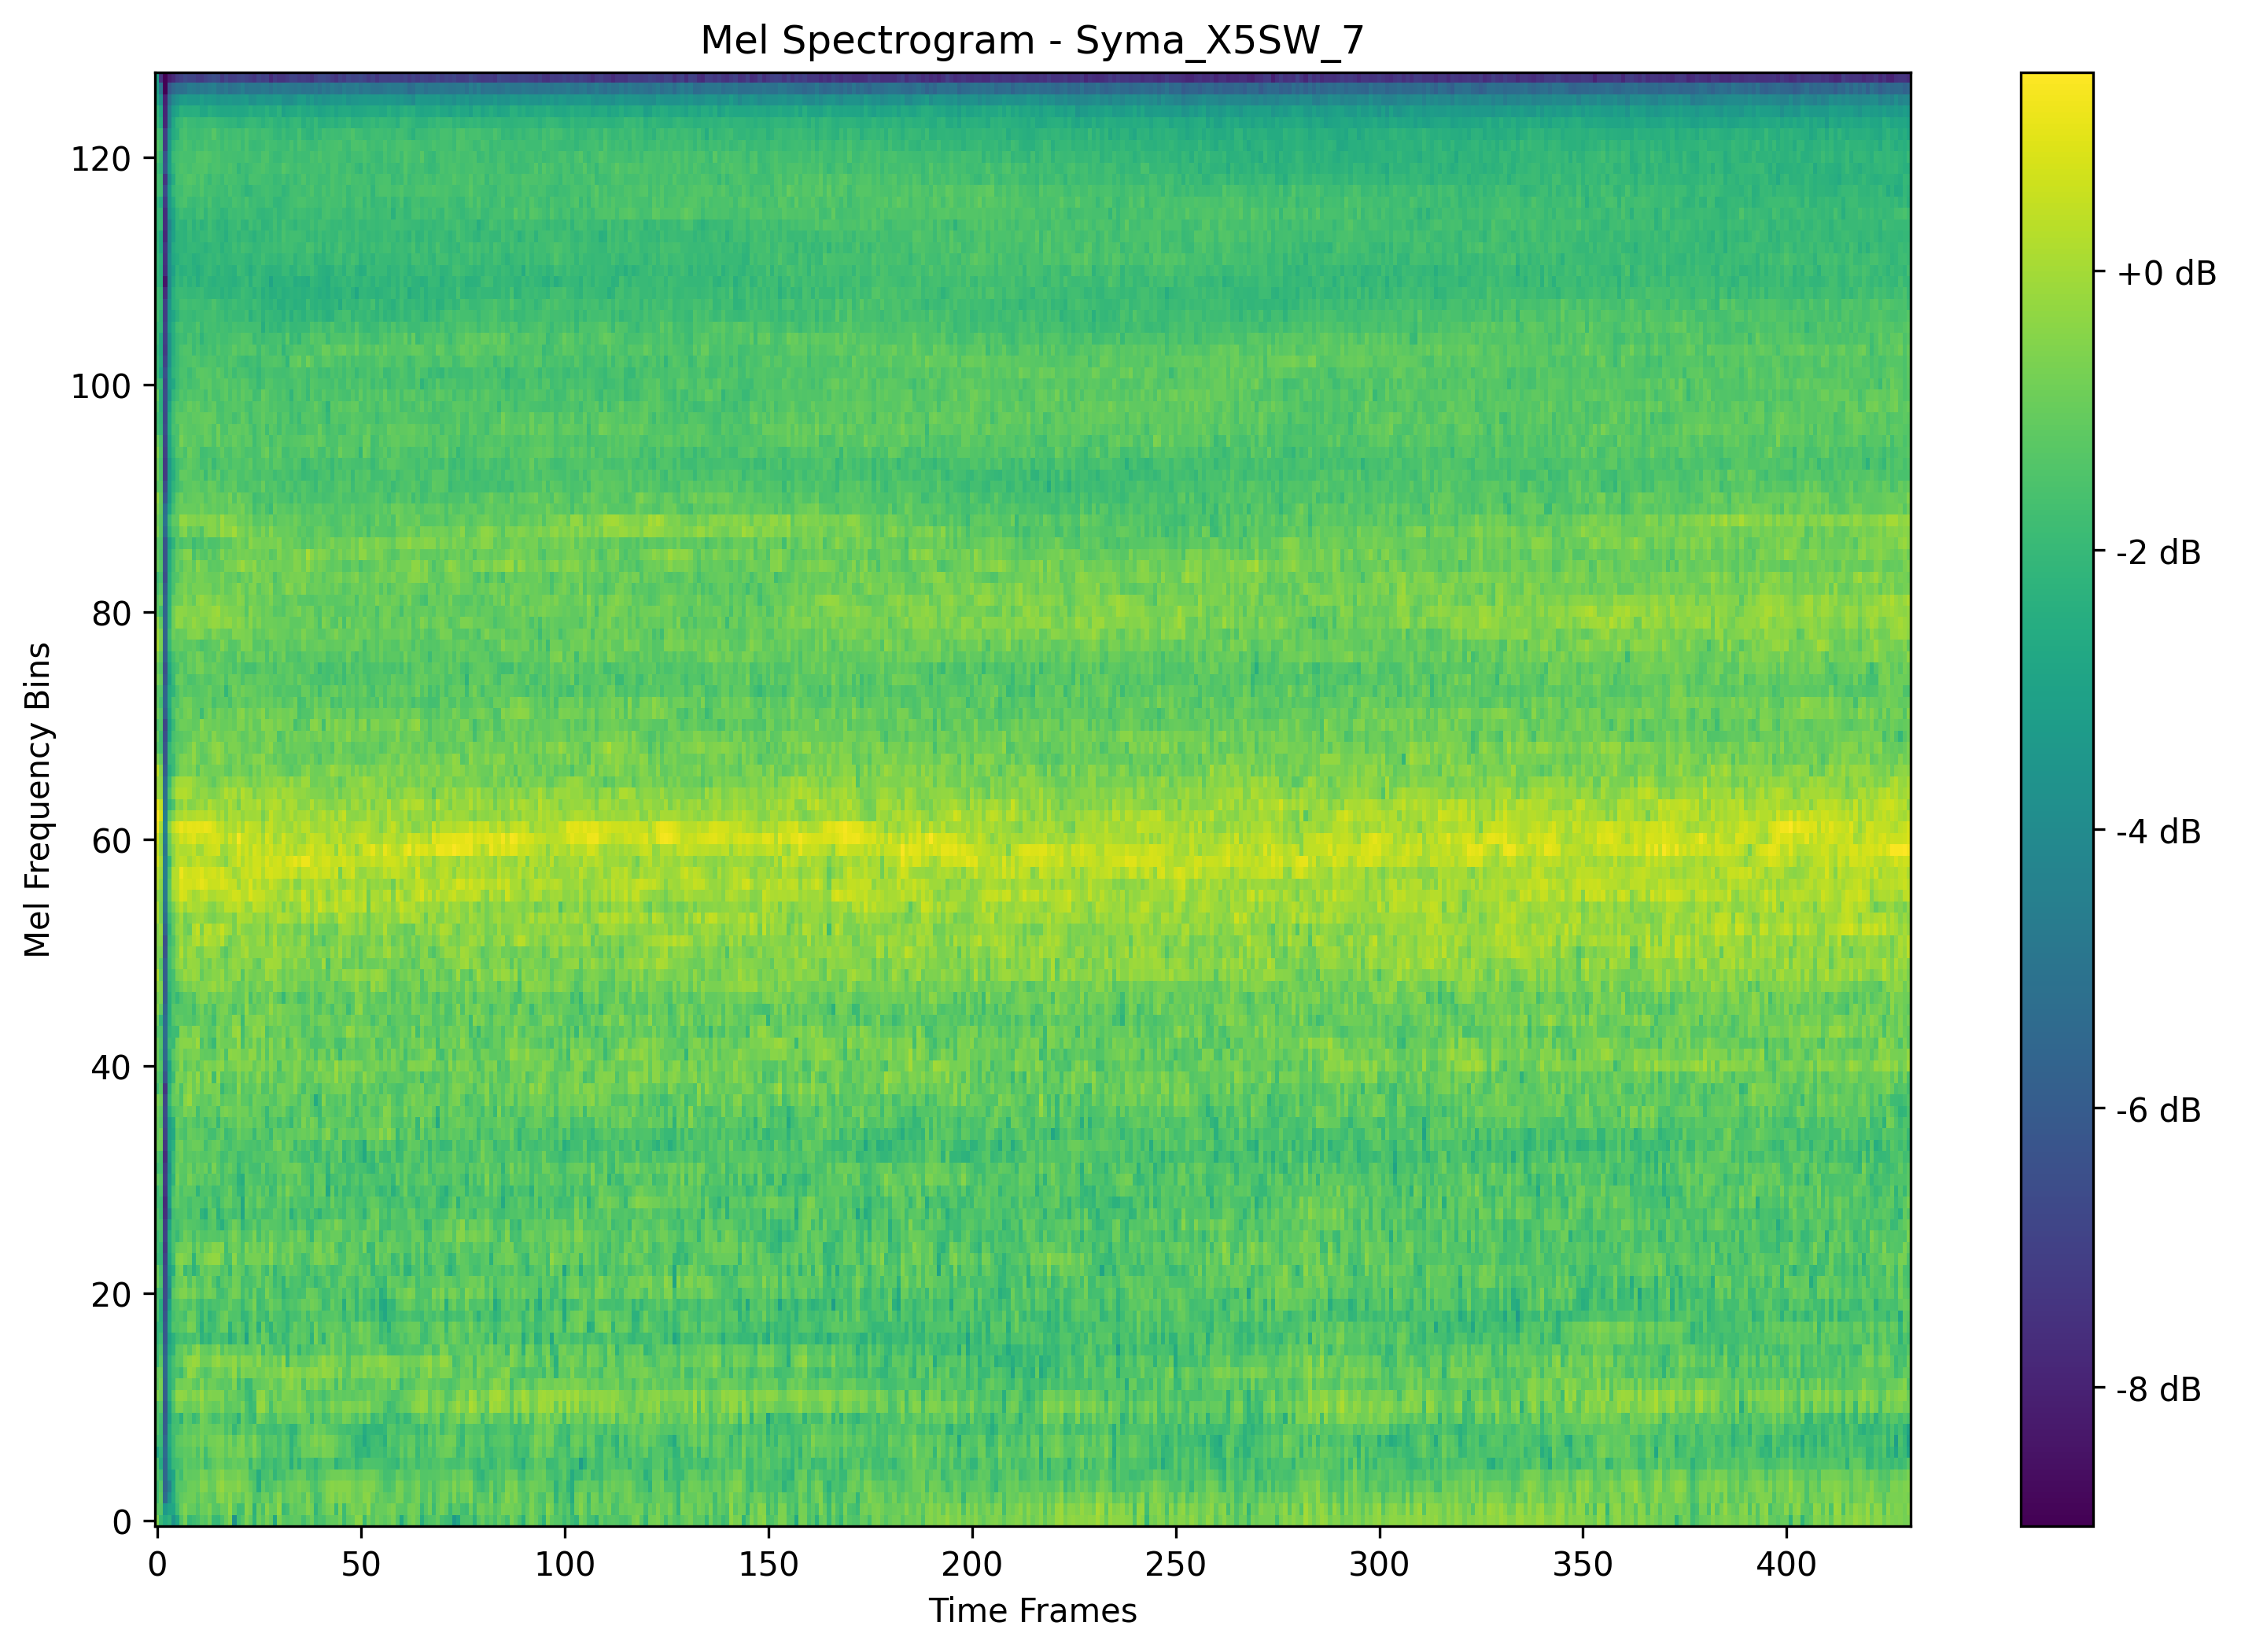 Mel Spectrogram - Syma_X5SW_7
Mel Frequency Bins
120
100
80
60
40
20
0
0 50 100 150 200 250 300 350 400
Time Frames
+0 dB
-2 dB
-4 dB
-6 dB
-8 dB